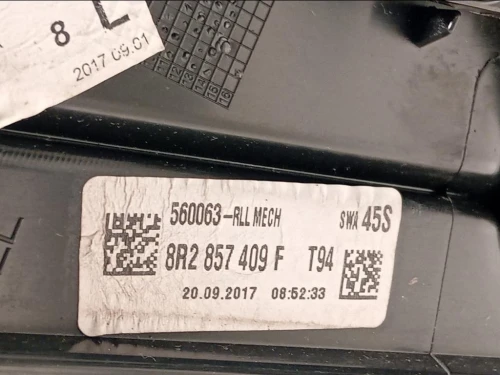 8 L
2017.09.01
560063-RLL MECH SWA 45S
8R2 857 409 F T94
20.09.2017 08:52:33